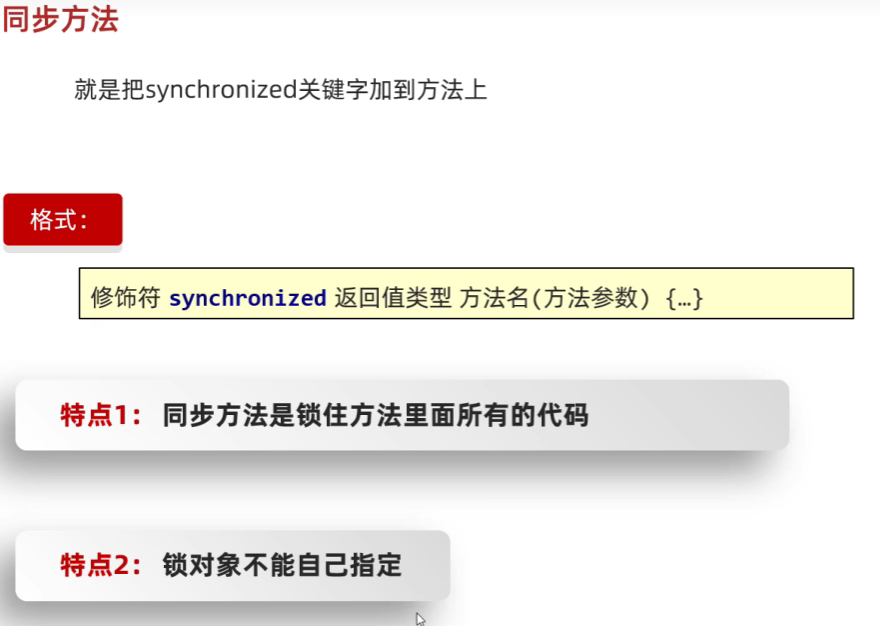 同步方法
就是把synchronized关键字加到方法上
格式：
修饰符 synchronized 返回值类型 方法名(方法参数) {…}
特点1： 同步方法是锁住方法里面所有的代码
特点2： 锁对象不能自己指定